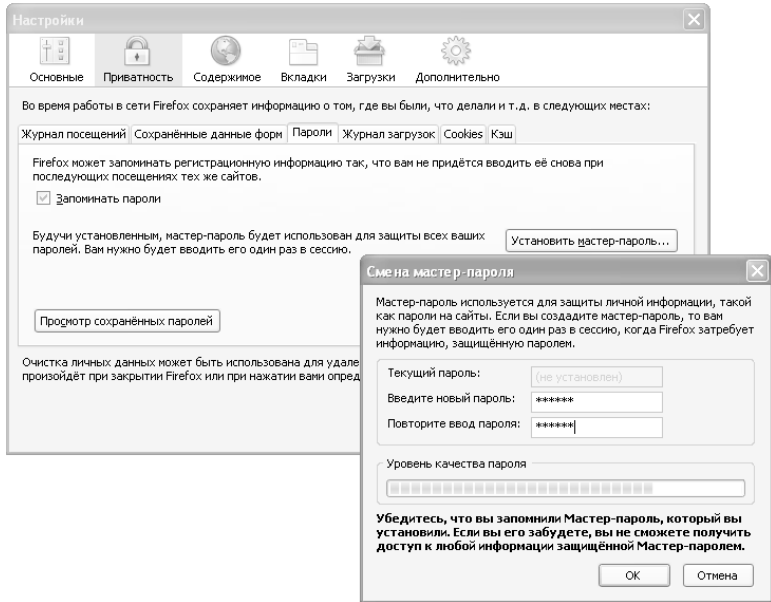 Настройки
Основные Приватность Содержимое Вкладки Загрузки Дополнительно
Во время работы в сети Firefox сохраняет информацию о том, где вы были, что делали и т.д. в следующих местах:
Журнал посещений Сохранённые данные форм Пароли Журнал загрузок Cookies Кэш
Firefox может запоминать регистрационную информацию так, что вам не придётся вводить её снова при
последующих посещениях тех же сайтов.
Запоминать пароли
Будучи установленным, мастер-пароль будет использован для защиты всех ваших
паролей. Вам нужно будет вводить его один раз в сессию.
Установить мастер-пароль...
Просмотр сохранённых паролей
Очистка личных данных может быть использована для удале
произойдёт при закрытии Firefox или при нажатии вами опред
Смена мастер-пароля
Мастер-пароль используется для защиты личной информации, такой
как пароли на сайты. Если вы создадите мастер-пароль, то вам
нужно будет вводить его один раз в сессию, когда Firefox затребует
информацию, защищённую паролем.
Текущий пароль: (не установлен)
Введите новый пароль: ******
Повторите ввод пароля: ******
Уровень качества пароля
Убедитесь, что вы запомнили Мастер-пароль, который вы
установили. Если вы его забудете, вы не сможете получить
доступ к любой информации защищённой Мастер-паролем.
OK Отмена